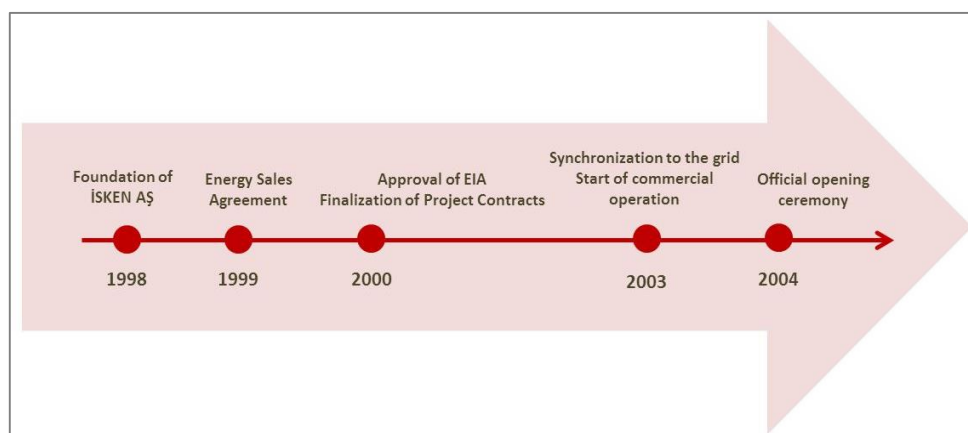 Foundation of
İSKEN AŞ
1998
Energy Sales
Agreement
1999
Approval of EIA
Finalization of Project Contracts
2000
Synchronization to the grid
Start of commercial
operation
2003
Official opening
ceremony
2004